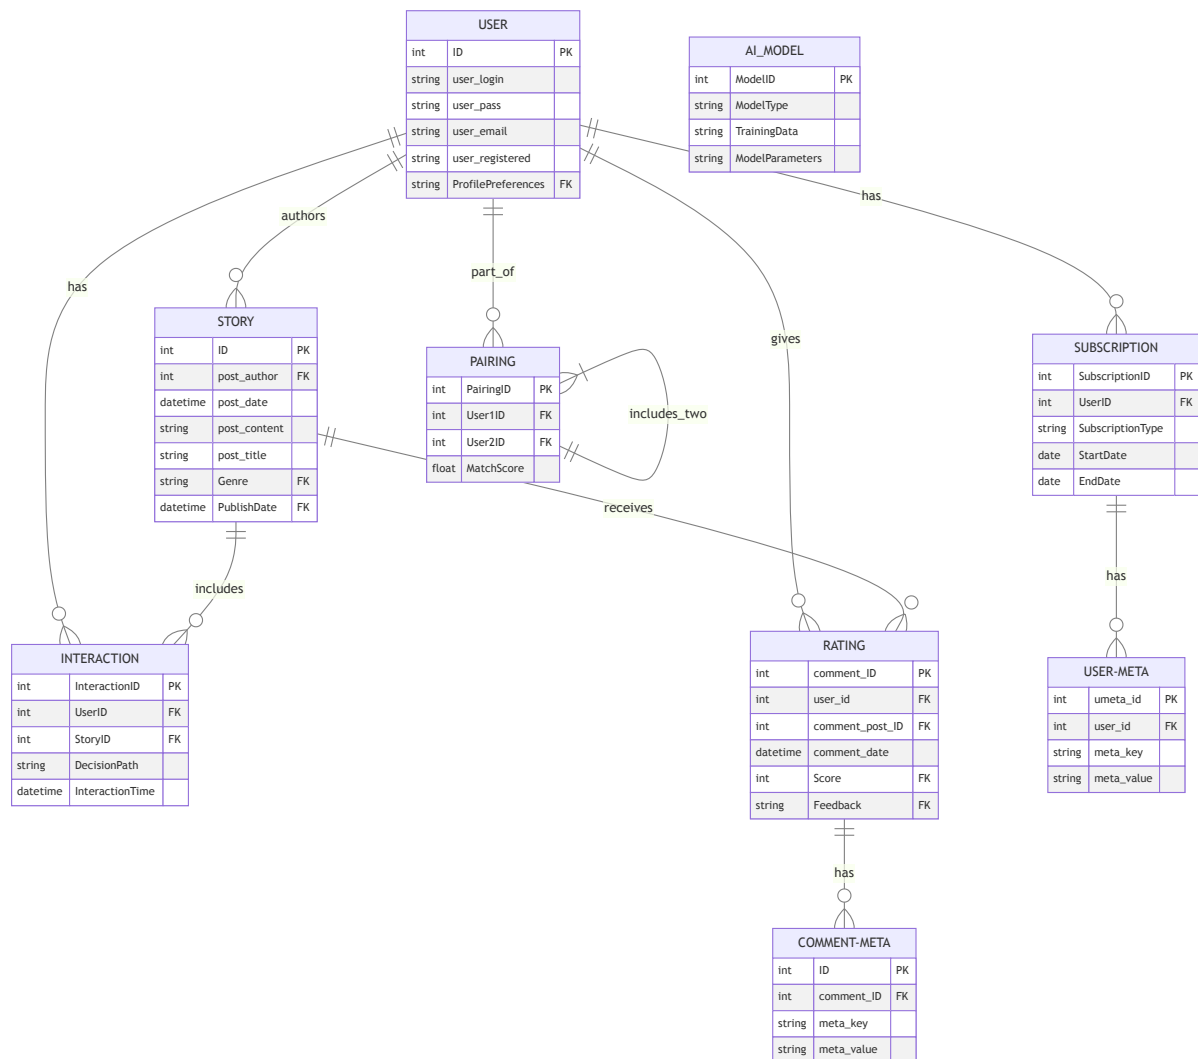 USER
int ID PK
string user_login
string user_pass
string user_email
string user_registered
string ProfilePreferences FK
AI_MODEL
int ModelID PK
string ModelType
string TrainingData
string ModelParameters
has
authors
has
part_of
gives
STORY
int ID PK
int post_author FK
datetime post_date
string post_content
string post_title
string Genre FK
datetime PublishDate FK
PAIRING
int PairingID PK
int User1ID FK
int User2ID FK
float MatchScore
includes_two
SUBSCRIPTION
int SubscriptionID PK
int UserID FK
string SubscriptionType
date StartDate
date EndDate
receives
includes
has
INTERACTION
int InteractionID PK
int UserID FK
int StoryID FK
string DecisionPath
datetime InteractionTime
RATING
int comment_ID PK
int user_id FK
int comment_post_ID FK
datetime comment_date
int Score FK
string Feedback FK
USER-META
int umeta_id PK
int user_id FK
string meta_key
string meta_value
has
COMMENT-META
int ID PK
int comment_ID FK
string meta_key
string meta_value